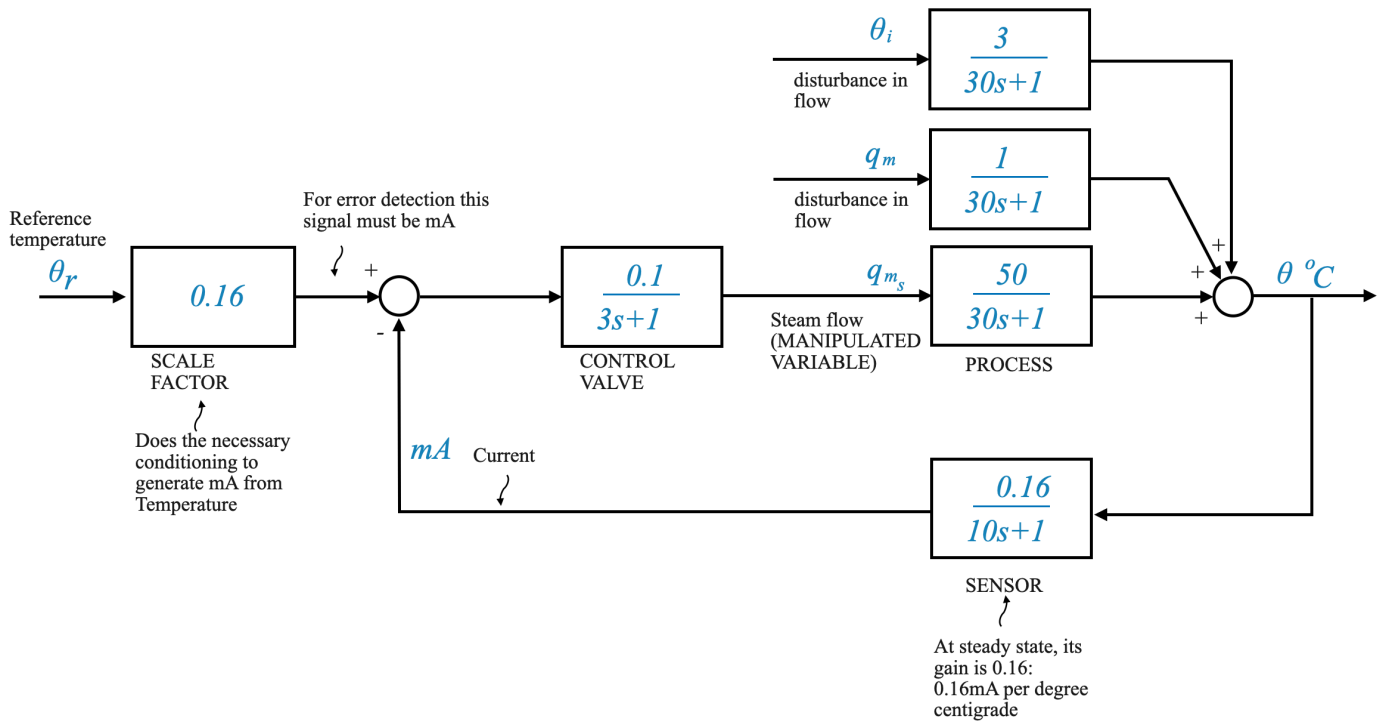 θi
3
30s+1
disturbance in
flow
qm
1
30s+1
disturbance in
flow
Reference
temperature
θr
0.16
SCALE
FACTOR
Does the necessary
conditioning to
generate mA from
Temperature
For error detection this
signal must be mA
+
-
0.1
3s+1
CONTROL
VALVE
qms
Steam flow
(MANIPULATED
VARIABLE)
50
30s+1
PROCESS
+
+
+
θ °C
mA
Current
0.16
10s+1
SENSOR
At steady state, its
gain is 0.16:
0.16mA per degree
centigrade